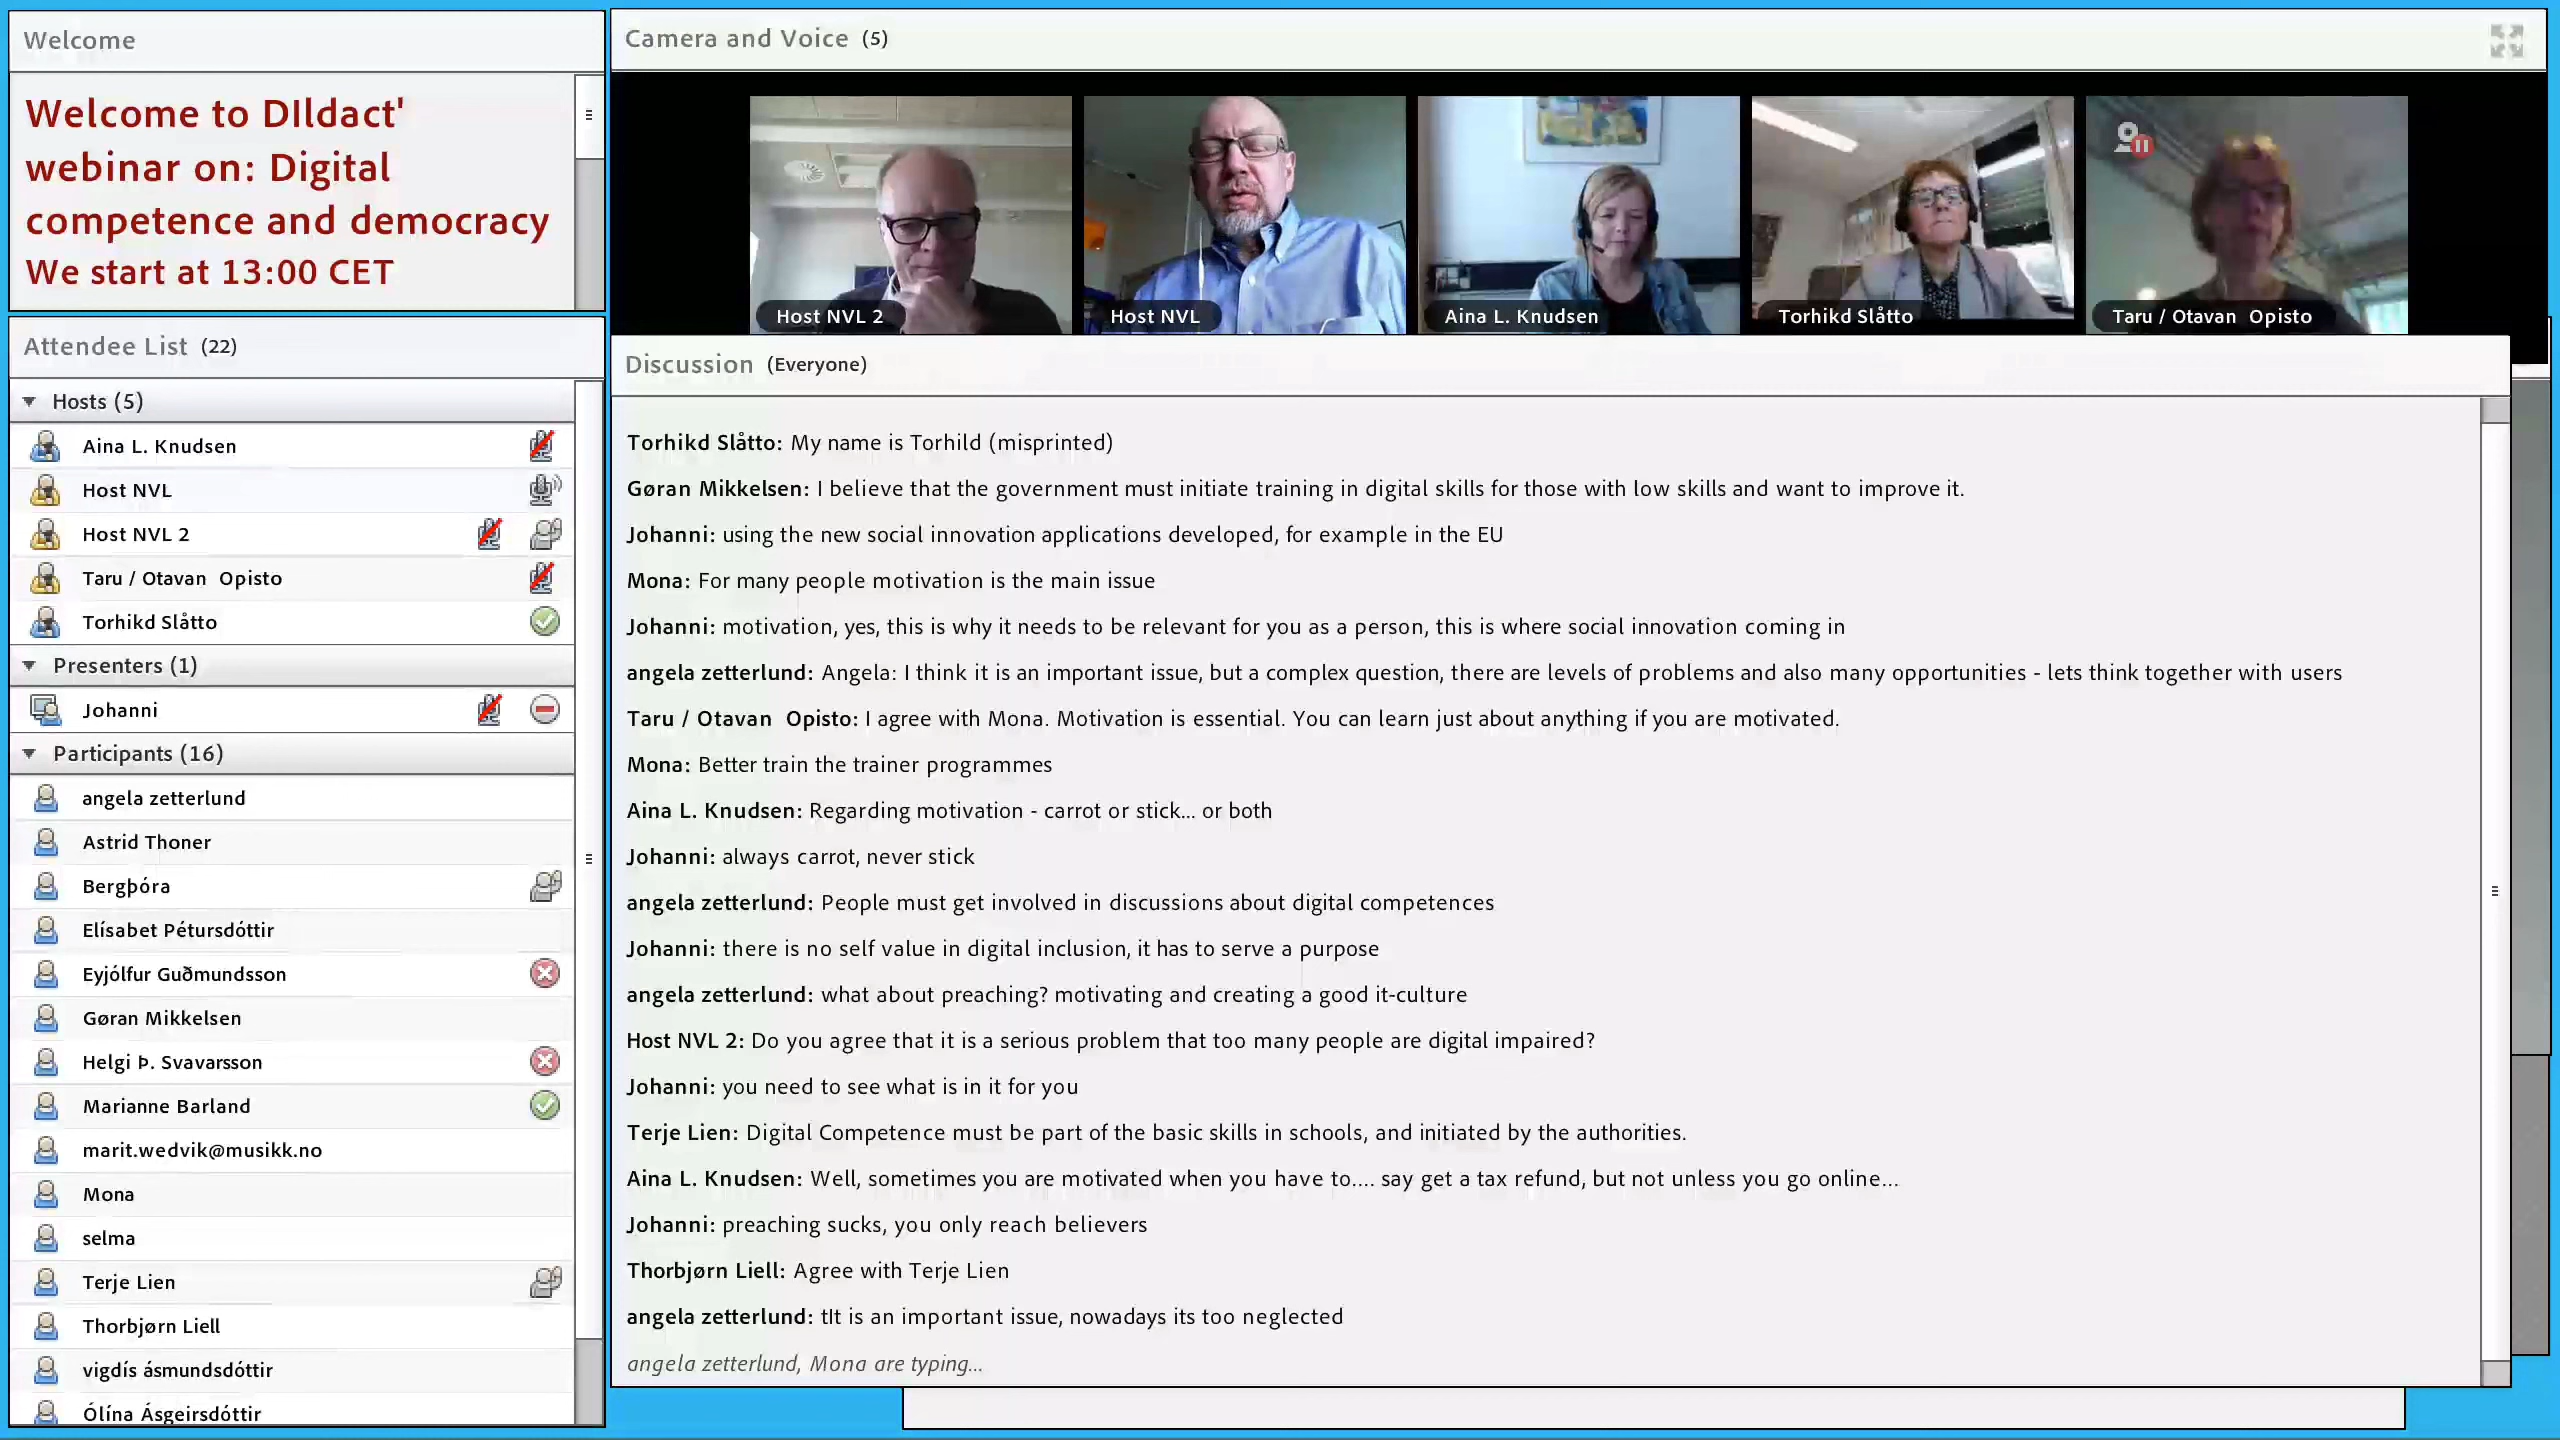 Welcome
Welcome to DIldact'
webinar on: Digital
competence and democracy
We start at 13:00 CET
Attendee List (22)
Hosts (5)
Aina L. Knudsen
Host NVL
Host NVL 2
Taru / Otavan Opisto
Torhikd Slåtto
Presenters (1)
Johanni
Participants (16)
angela zetterlund
Astrid Thoner
Bergþóra
Elísabet Pétursdóttir
Eyjólfur Guðmundsson
Gøran Mikkelsen
Helgi Þ. Svavarsson
Marianne Barland
marit.wedvik@musikk.no
Mona
selma
Terje Lien
Thorbjørn Liell
vigdís ásmundsdóttir
Ólína Ásgeirsdóttir
Camera and Voice (5)
Host NVL 2
Host NVL
Aina L. Knudsen
Torhikd Slåtto
Taru / Otavan Opisto
Discussion (Everyone)
Torhikd Slåtto: My name is Torhild (misprinted)
Gøran Mikkelsen: I believe that the government must initiate training in digital skills for those with low skills and want to improve it.
Johanni: using the new social innovation applications developed, for example in the EU
Mona: For many people motivation is the main issue
Johanni: motivation, yes, this is why it needs to be relevant for you as a person, this is where social innovation coming in
angela zetterlund: Angela: I think it is an important issue, but a complex question, there are levels of problems and also many opportunities - lets think together with users
Taru / Otavan Opisto: I agree with Mona. Motivation is essential. You can learn just about anything if you are motivated.
Mona: Better train the trainer programmes
Aina L. Knudsen: Regarding motivation - carrot or stick... or both
Johanni: always carrot, never stick
angela zetterlund: People must get involved in discussions about digital competences
Johanni: there is no self value in digital inclusion, it has to serve a purpose
angela zetterlund: what about preaching? motivating and creating a good it-culture
Host NVL 2: Do you agree that it is a serious problem that too many people are digital impaired?
Johanni: you need to see what is in it for you
Terje Lien: Digital Competence must be part of the basic skills in schools, and initiated by the authorities.
Aina L. Knudsen: Well, sometimes you are motivated when you have to.... say get a tax refund, but not unless you go online...
Johanni: preaching sucks, you only reach believers
Thorbjørn Liell: Agree with Terje Lien
angela zetterlund: tIt is an important issue, nowadays its too neglected
angela zetterlund, Mona are typing...